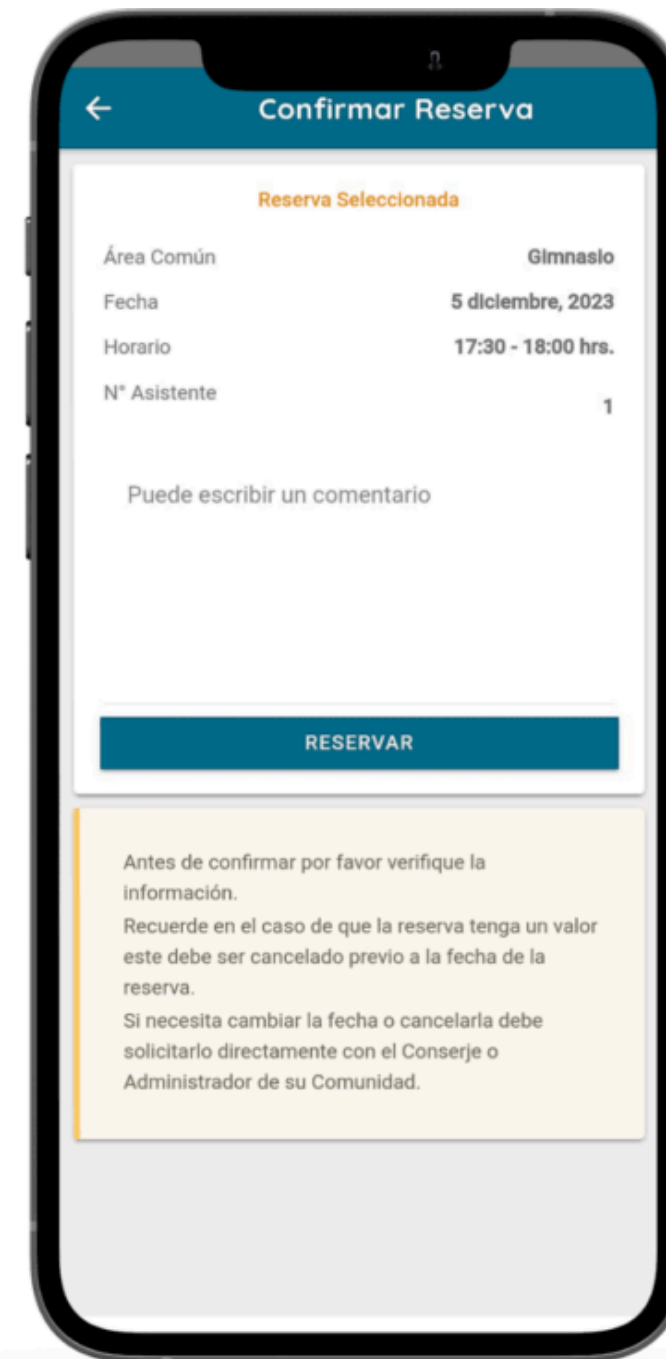 Confirmar Reserva
Reserva Seleccionada
Área Común Gimnasio
Fecha 5 diciembre, 2023
Horario 17:30 - 18:00 hrs.
N° Asistente 1
Puede escribir un comentario
RESERVAR
Antes de confirmar por favor verifique la
información.
Recuerde en el caso de que la reserva tenga un valor
este debe ser cancelado previo a la fecha de la
reserva.
Si necesita cambiar la fecha o cancelarla debe
solicitarlo directamente con el Conserje o
Administrador de su Comunidad.